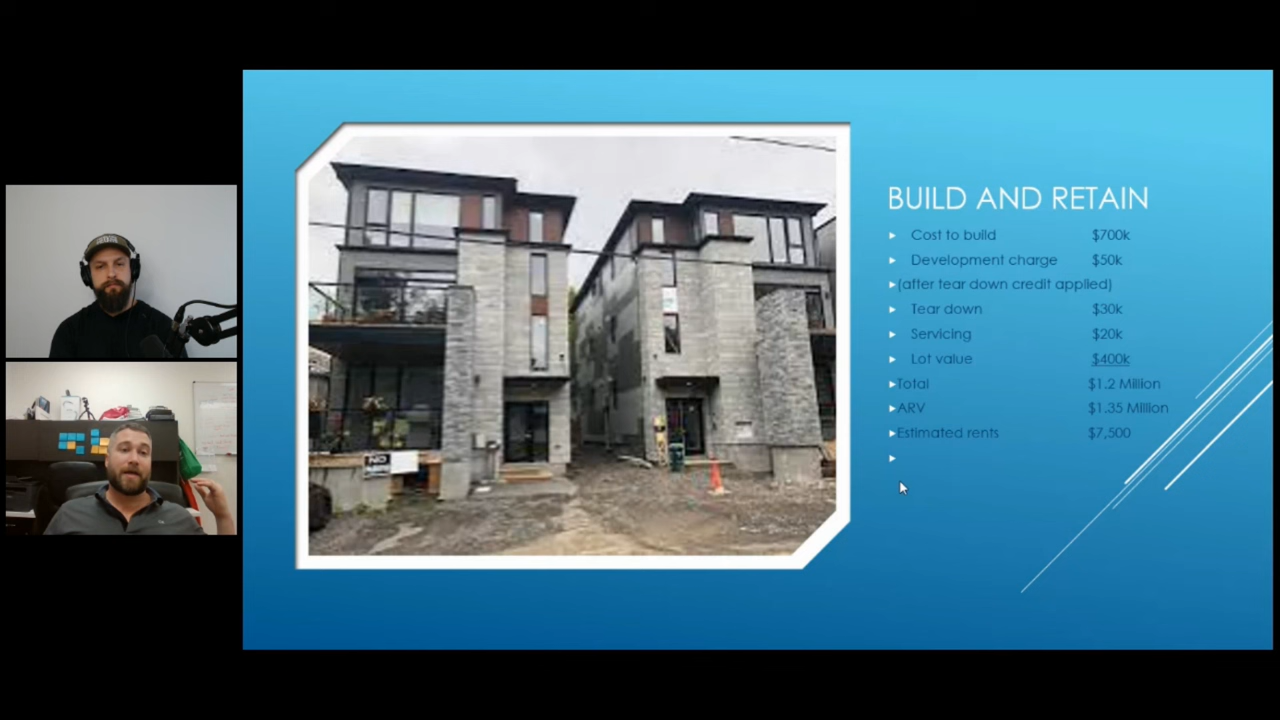 BUILD AND RETAIN
Cost to build $700k
Development charge $50k
(after tear down credit applied)
Tear down $30k
Servicing $20k
Lot value $400k
Total $1.2 Million
ARV $1.35 Million
Estimated rents $7,500
NO